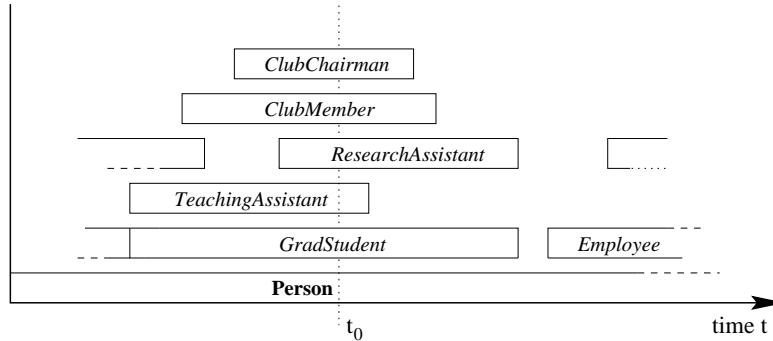 ClubChairman
ClubMember
ResearchAssistant
TeachingAssistant
GradStudent Employee
Person
t0 time t